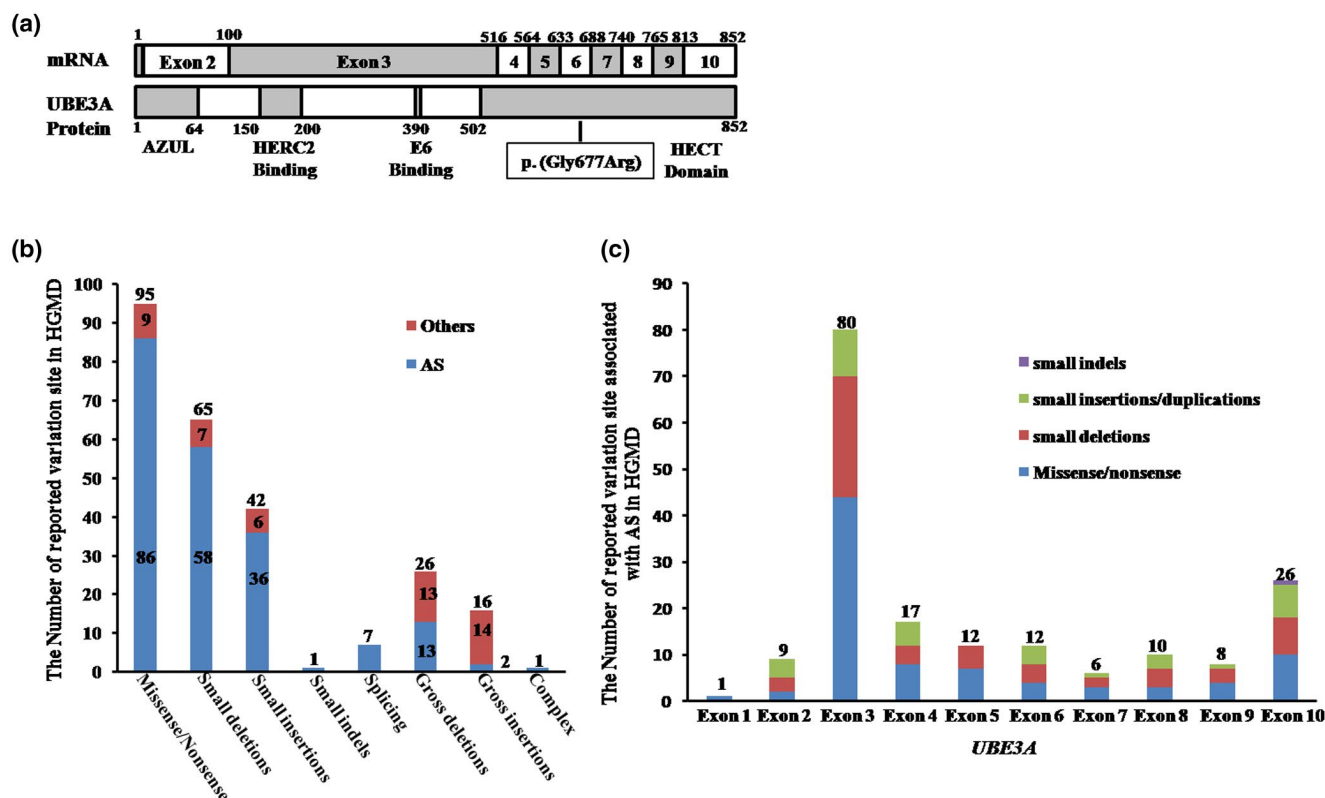 (a)
1 100 516 564 633 688 740 765 813 852
mRNA Exon 2 Exon 3 4 5 6 7 8 9 10
UBE3A
Protein 1 64 150 200 390 502 852
AZUL HERC2 Binding E6 Binding p. (Gly677Arg) HECT Domain
(b)
The Number of reported variation site in HGMD
100
90
80
70
60
50
40
30
20
10
0
95
9
86
65
7
58
42
6
36
1
7
26
13
13
16
14
2
1
Others
AS
Missense/Nonsense
Small deletions
Small insertions
Small indels
Splicing
Gross deletions
Gross insertions
Complex
(c)
The Number of reported variation site associated
with AS in HGMD
90
80
70
60
50
40
30
20
10
0
1
9
80
17
12
12
6
10
8
26
small indels
small insertions/duplications
small deletions
Missense/nonsense
Exon 1 Exon 2 Exon 3 Exon 4 Exon 5 Exon 6 Exon 7 Exon 8 Exon 9 Exon 10
UBE3A